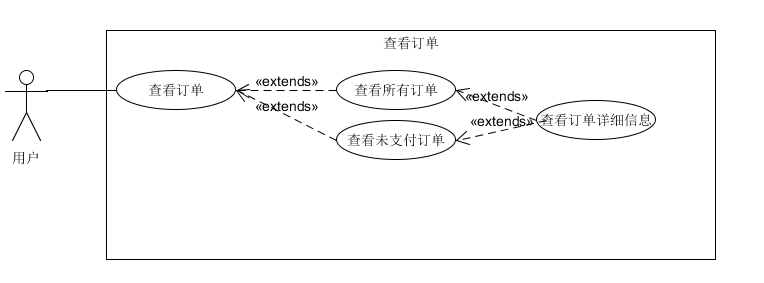 查看订单
用户
查看订单
«extends»
«extends»
查看所有订单
查看未支付订单
«extends»
«extends»
查看订单详细信息